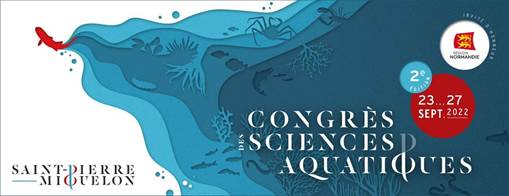 INVITÉ D'HONNEUR
RÉGION
NORMANDIE
2e
ÉDITION
23...27
SEPT. 2022
CONGRÈS
DES SCIENCES
AQUATIQUES
SAINT-PIERRE
—MIQUELON